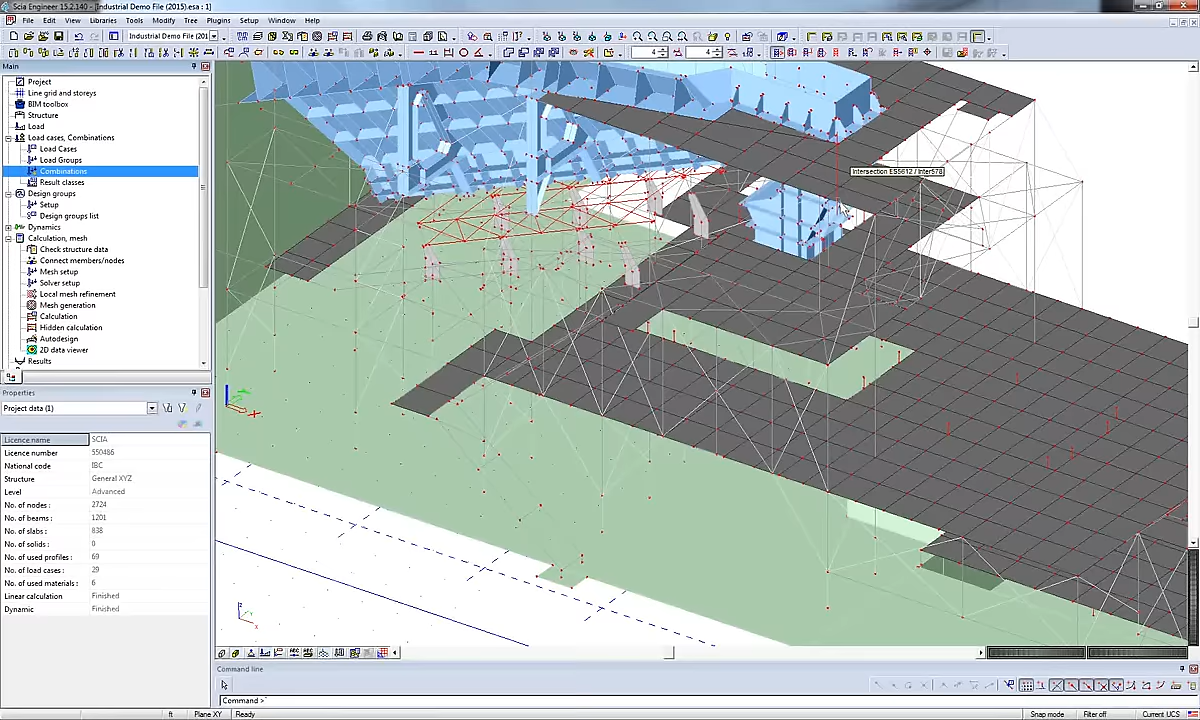 Scia Engineer 15.2.140 - [Industrial Demo File (2015).esa : 1]
File Edit View Libraries Tools Modify Tree Plugins Setup Window Help
Industrial Demo File (201
4 4
Main
Project
Line grid and storeys
BIM toolbox
Structure
Load
Load cases, Combinations
Load Cases
Load Groups
Combinations
Result classes
Design groups
Setup
Design groups list
Dynamics
Calculation, mesh
Check structure data
Connect members/nodes
Mesh setup
Solver setup
Local mesh refinement
Mesh generation
Calculation
Hidden calculation
Autodesign
2D data viewer
Results
Intersection ES5612 / Inter578
Properties
Project data (1)
Licence name SCIA
Licence number 550486
National code IBC
Structure General XYZ
Level Advanced
No. of nodes : 2724
No. of beams : 1201
No. of slabs : 838
No. of solids : 0
No. of used profiles : 69
No. of load cases : 29
No. of used materials : 6
Linear calculation Finished
Dynamic Finished
Command line
Command >
ft Plane XY Ready Snap mode Filter off Current UCS